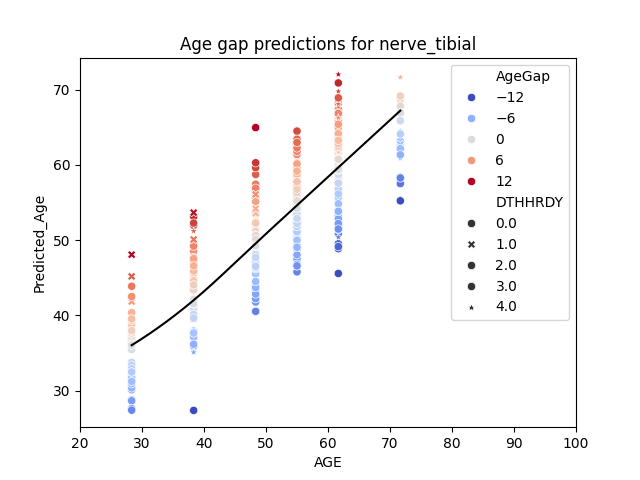 Age gap predictions for nerve_tibial
Predicted_Age
70
60
50
40
30
20 30 40 50 60 70 80 90 100
AGE
AgeGap
−12
−6
0
6
12
DTHHRDY
0.0
1.0
2.0
3.0
4.0